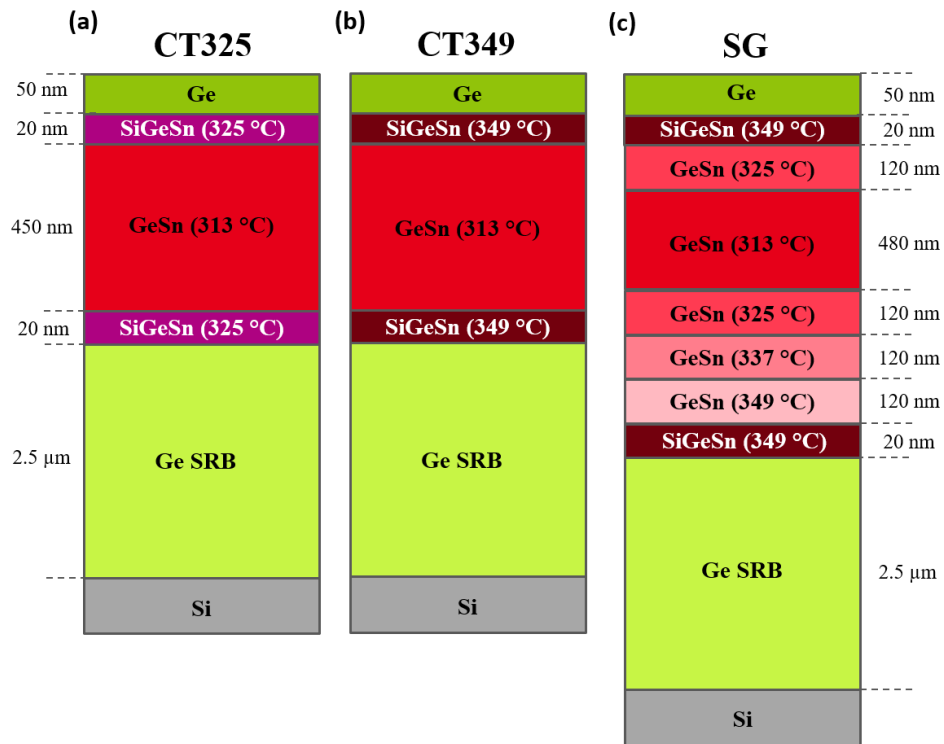 (a)
CT325
50 nm
Ge
20 nm
SiGeSn (325 °C)
450 nm
GeSn (313 °C)
20 nm
SiGeSn (325 °C)
2.5 µm
Ge SRB
Si
(b)
CT349
Ge
SiGeSn (349 °C)
GeSn (313 °C)
SiGeSn (349 °C)
Ge SRB
Si
(c)
SG
Ge
50 nm
SiGeSn (349 °C)
20 nm
GeSn (325 °C)
120 nm
GeSn (313 °C)
480 nm
GeSn (325 °C)
120 nm
GeSn (337 °C)
120 nm
GeSn (349 °C)
120 nm
SiGeSn (349 °C)
20 nm
Ge SRB
2.5 µm
Si